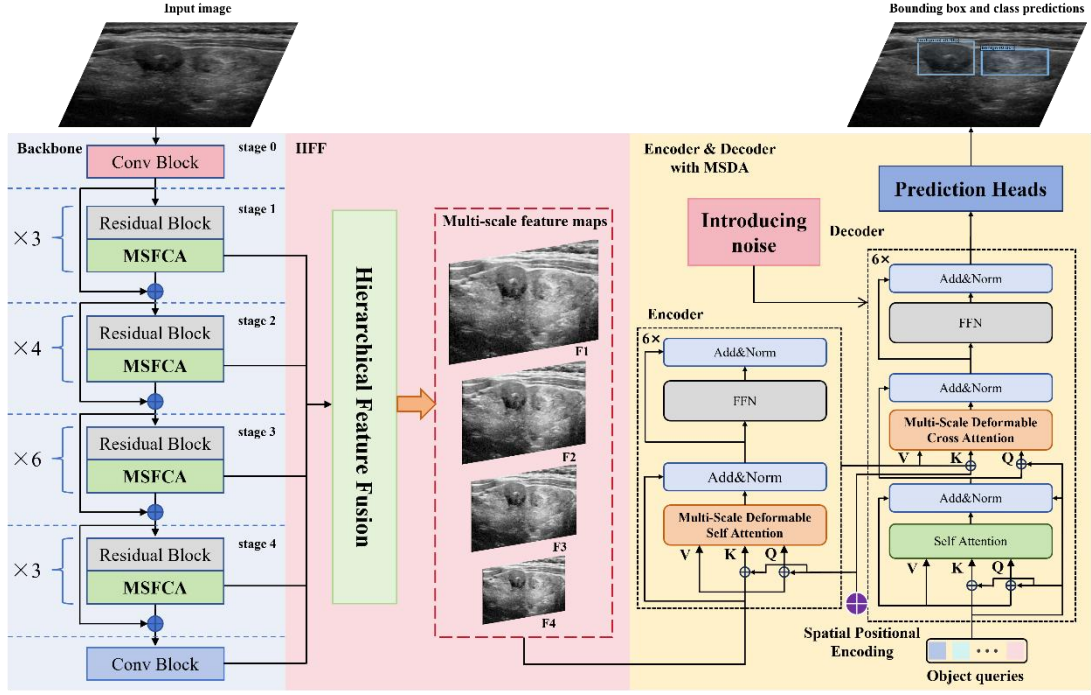 Input image
Bounding box and class predictions
Backbone
stage 0
Conv Block
×3
stage 1
Residual Block
MSFCA
×4
stage 2
Residual Block
MSFCA
×6
stage 3
Residual Block
MSFCA
×3
stage 4
Residual Block
MSFCA
Conv Block
IIFF
Hierarchical Feature Fusion
Multi-scale feature maps
F1
F2
F3
F4
Encoder & Decoder
with MSDA
Introducing
noise
Encoder
6×
Add&Norm
FFN
Add&Norm
Multi-Scale Deformable
Self Attention
V K Q
Prediction Heads
Decoder
6×
Add&Norm
FFN
Add&Norm
Multi-Scale Deformable
Cross Attention
V K Q
Add&Norm
Self Attention
V K Q
Spatial Positional
Encoding
Object queries